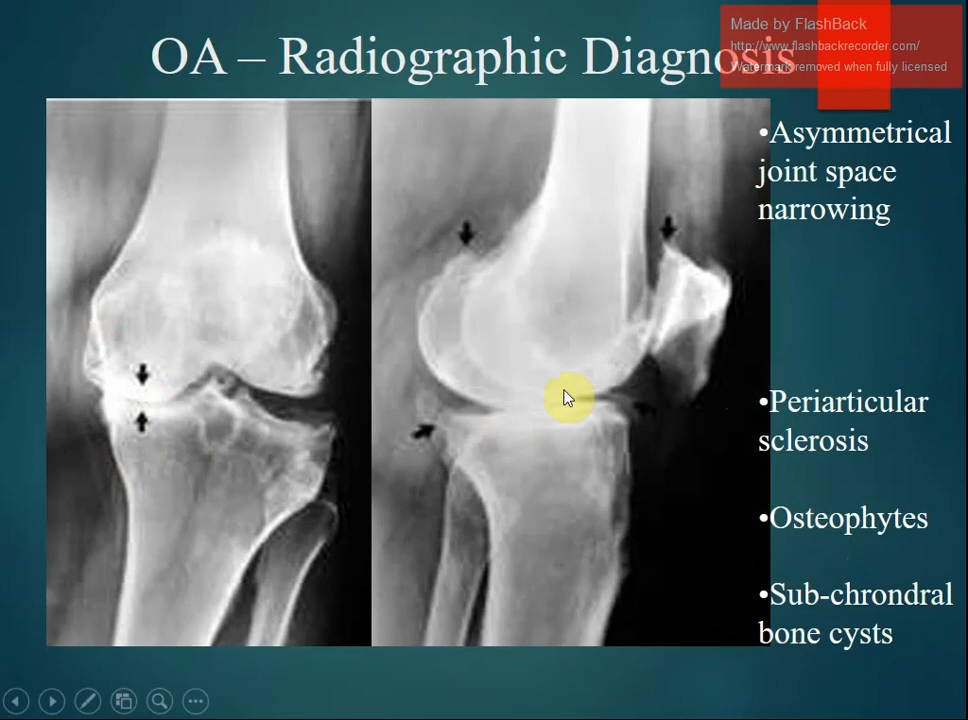 Made by FlashBack
http://www.flashbackrecorder.com/
Watermark removed when fully licensed
OA – Radiographic Diagnosis
•Asymmetrical
joint space
narrowing
•Periarticular
sclerosis
•Osteophytes
•Sub-chrondral
bone cysts